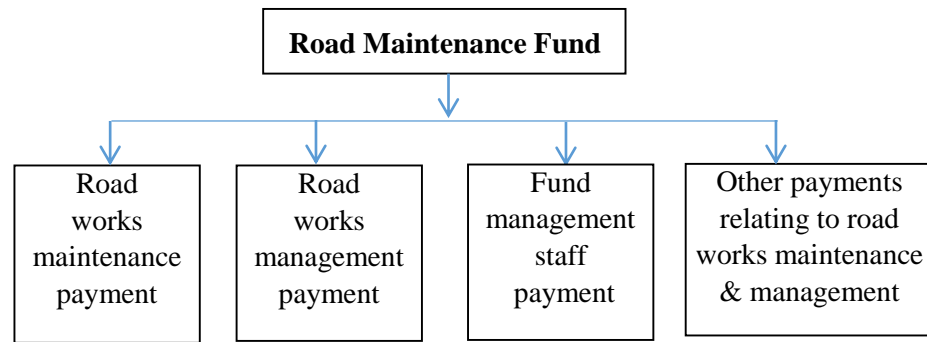 Road Maintenance Fund
Road
works
maintenance
payment
Road
works
management
payment
Fund
management
staff
payment
Other payments
relating to road
works maintenance
& management